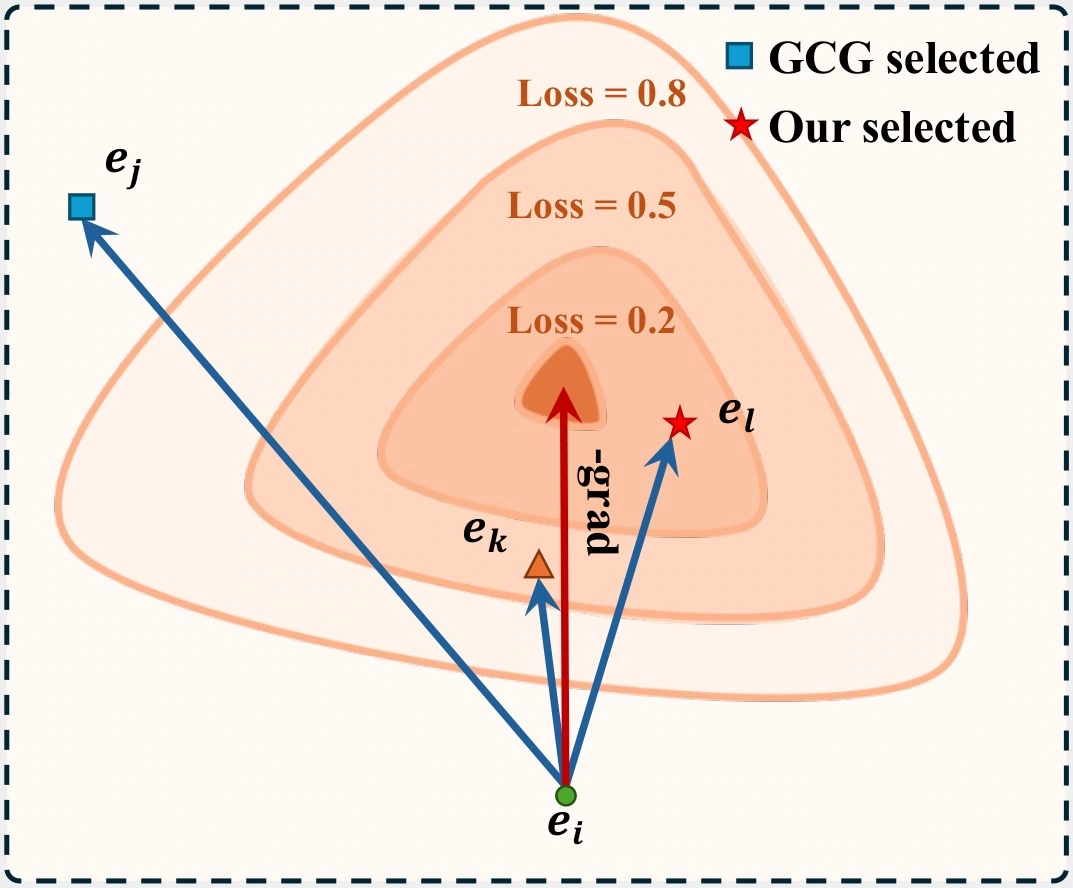 GCG selected
Our selected
Loss = 0.8
Loss = 0.5
Loss = 0.2
e_j
e_l
e_k
-grad
e_i